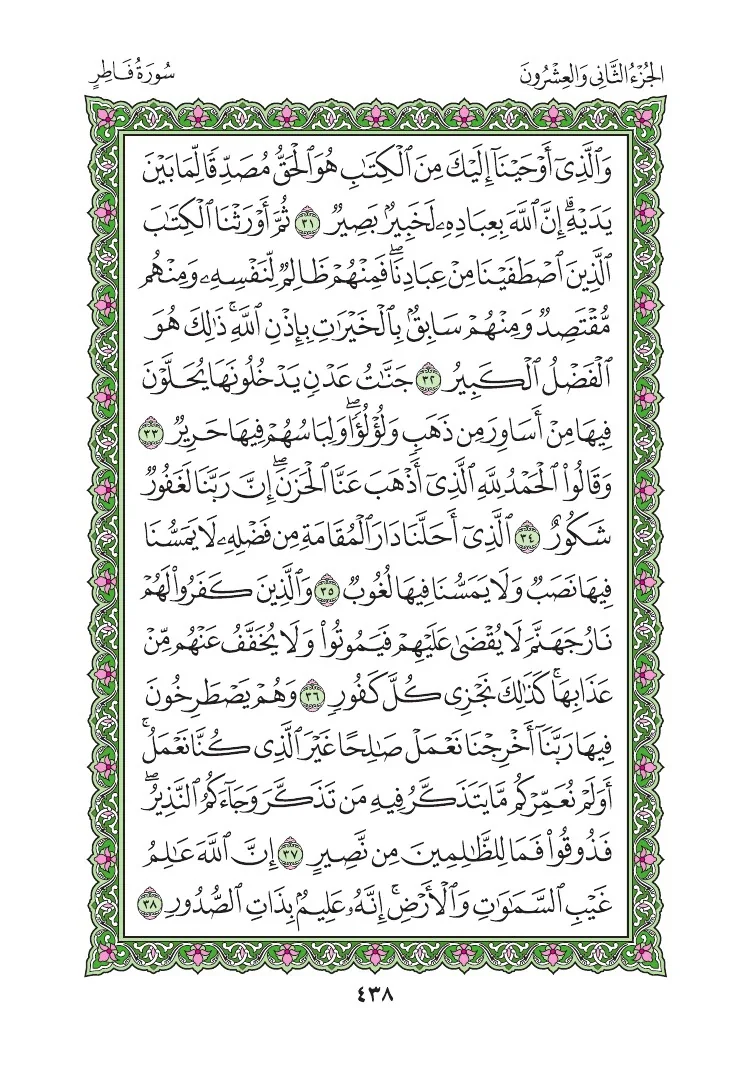 الجُزْءُ الثَّانِي وَالعِشْرُونَ
سُورَةُ فَاطِرٍ
وَٱلَّذِىٓ أَوْحَيْنَآ إِلَيْكَ مِنَ ٱلْكِتَٰبِ هُوَ ٱلْحَقُّ مُصَدِّقًا لِّمَا بَيْنَ
يَدَيْهِۗ إِنَّ ٱللَّهَ بِعِبَادِهِۦ لَخَبِيرٌۢ بَصِيرٌ ٣١ ثُمَّ أَوْرَثْنَا ٱلْكِتَٰبَ
ٱلَّذِينَ ٱصْطَفَيْنَا مِنْ عِبَادِنَاۖ فَمِنْهُمْ ظَالِمٌ لِّنَفْسِهِۦ وَمِنْهُم
مُّقْتَصِدٌ وَمِنْهُمْ سَابِقٌۢ بِٱلْخَيْرَٰتِ بِإِذْنِ ٱللَّهِۚ ذَٰلِكَ هُوَ
ٱلْفَضْلُ ٱلْكَبِيرُ ٣٢ جَنَّٰتُ عَدْنٍ يَدْخُلُونَهَا يُحَلَّوْنَ
فِيهَا مِنْ أَسَاوِرَ مِن ذَهَبٍ وَلُؤْلُؤًاۖ وَلِبَاسُهُمْ فِيهَا حَرِيرٌ ٣٣
وَقَالُوا۟ ٱلْحَمْدُ لِلَّهِ ٱلَّذِىٓ أَذْهَبَ عَنَّا ٱلْحَزَنَۖ إِنَّ رَبَّنَا لَغَفُورٌ
شَكُورٌ ٣٤ ٱلَّذِىٓ أَحَلَّنَا دَارَ ٱلْمُقَامَةِ مِن فَضْلِهِۦ لَا يَمَسُّنَا
فِيهَا نَصَبٌ وَلَا يَمَسُّنَا فِيهَا لُغُوبٌ ٣٥ وَٱلَّذِينَ كَفَرُوا۟ لَهُمْ
نَارُ جَهَنَّمَ لَا يُقْضَىٰ عَلَيْهِمْ فَيَمُوتُوا۟ وَلَا يُخَفَّفُ عَنْهُم مِّنْ
عَذَابِهَاۚ كَذَٰلِكَ نَجْزِى كُلَّ كَفُورٍ ٣٦ وَهُمْ يَصْطَرِخُونَ
فِيهَا رَبَّنَآ أَخْرِجْنَا نَعْمَلْ صَٰلِحًا غَيْرَ ٱلَّذِى كُنَّا نَعْمَلُۚ
أَوَلَمْ نُعَمِّرْكُم مَّا يَتَذَكَّرُ فِيهِ مَن تَذَكَّرَ وَجَآءَكُمُ ٱلنَّذِيرُۖ
فَذُوقُوا۟ فَمَا لِلظَّٰلِمِينَ مِن نَّصِيرٍ ٣٧ إِنَّ ٱللَّهَ عَٰلِمُ
غَيْبِ ٱلسَّمَٰوَٰتِ وَٱلْأَرْضِۚ إِنَّهُۥ عَلِيمٌۢ بِذَاتِ ٱلصُّدُورِ ٣٨
٤٣٨